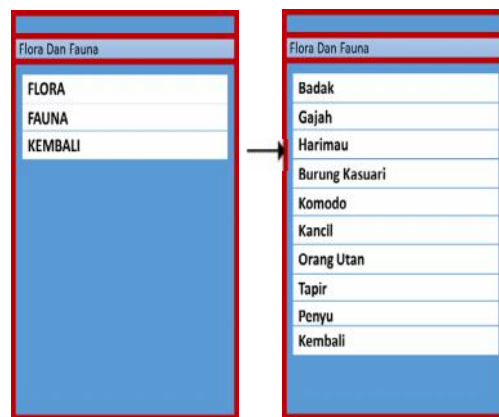 Flora Dan Fauna
FLORA
FAUNA
KEMBALI
Flora Dan Fauna
Badak
Gajah
Harimau
Burung Kasuari
Komodo
Kancil
Orang Utan
Tapir
Penyu
Kembali